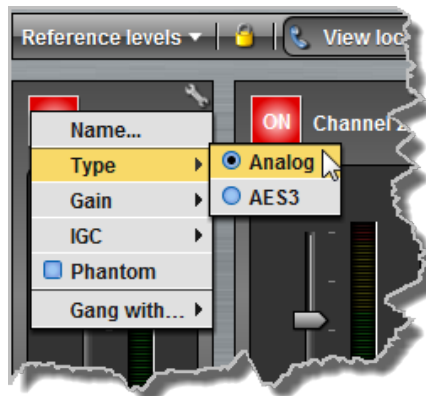 Reference levels View loc
ON Channel 2
Name...
Type
Analog
Gain
AES3
IGC
Phantom
Gang with...